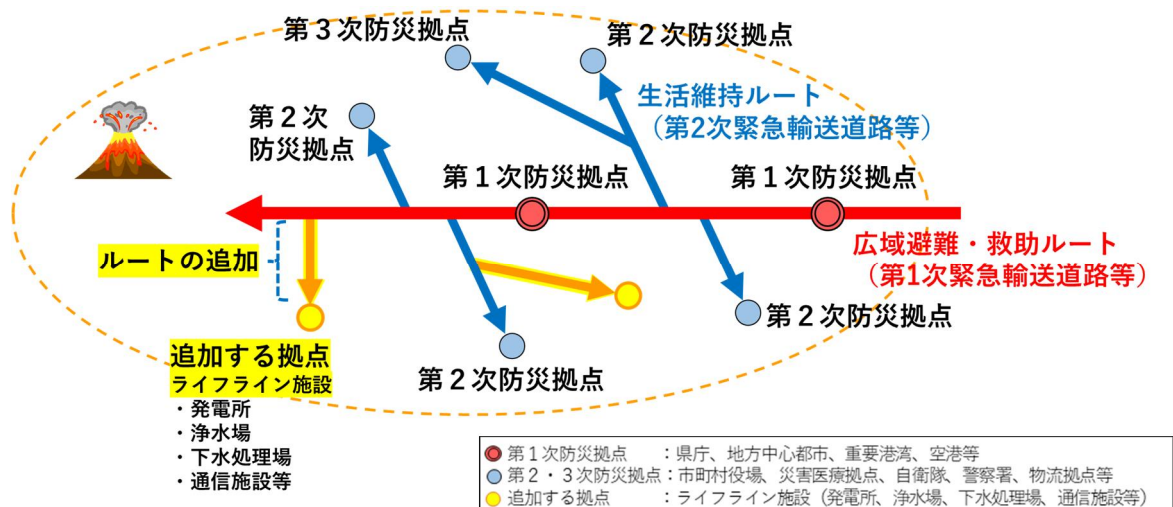 第３次防災拠点
第２次防災拠点
生活維持ルート
（第2次緊急輸送道路等）
第２次
防災拠点
第１次防災拠点
第１次防災拠点
広域避難・救助ルート
（第1次緊急輸送道路等）
ルートの追加
第２次防災拠点
追加する拠点
ライフライン施設
・発電所
・浄水場
・下水処理場
・通信施設等
第２次防災拠点
第１次防災拠点　　：県庁、地方中心都市、重要港湾、空港等
第２・３次防災拠点：市町村役場、災害医療拠点、自衛隊、警察署、物流拠点等
追加する拠点　　　：ライフライン施設（発電所、浄水場、下水処理場、通信施設等）